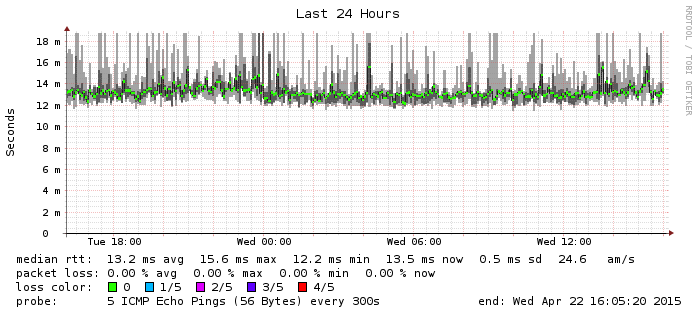 Last 24 Hours
RRDTOOL / TOBI OETIKER
Seconds
18 m
16 m
14 m
12 m
10 m
8 m
6 m
4 m
2 m
0
Tue 18:00 Wed 00:00 Wed 06:00 Wed 12:00
median rtt: 13.2 ms avg 15.6 ms max 12.2 ms min 13.5 ms now 0.5 ms sd 24.6 am/s
packet loss: 0.00 % avg 0.00 % max 0.00 % min 0.00 % now
loss color: 0 1/5 2/5 3/5 4/5
probe: 5 ICMP Echo Pings (56 Bytes) every 300s end: Wed Apr 22 16:05:20 2015